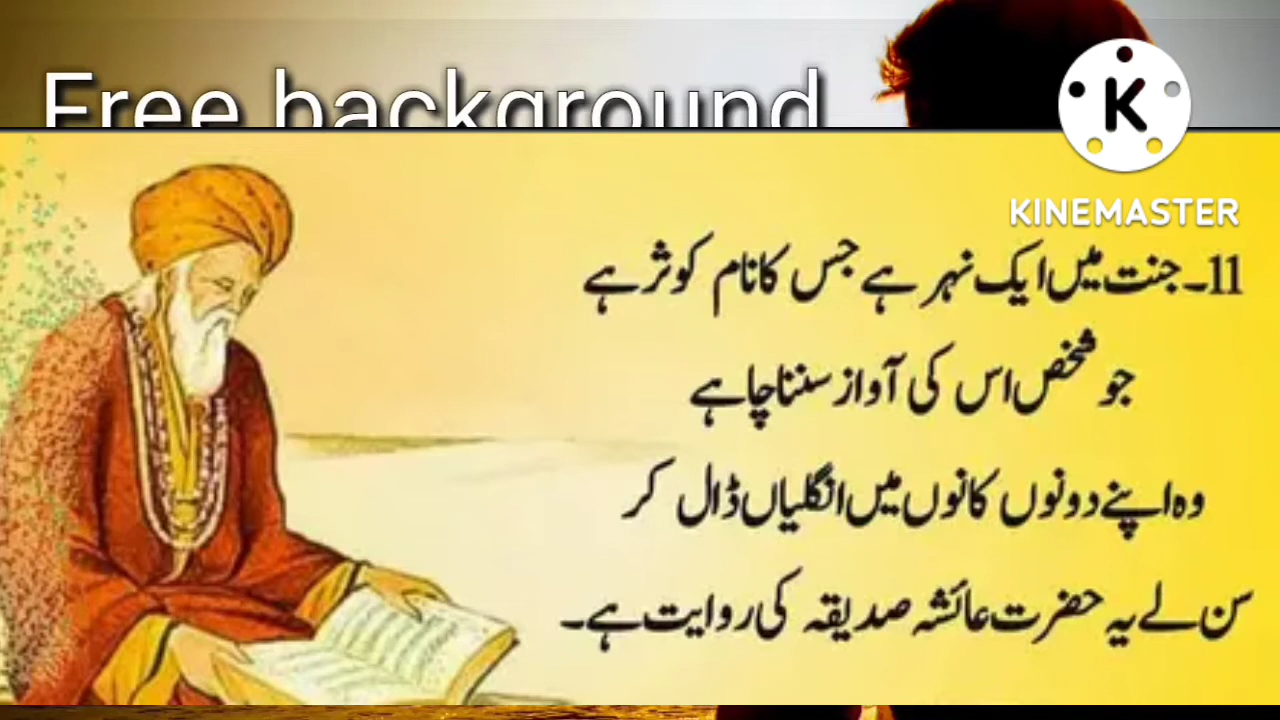 Free background
KINEMASTER
11۔جنت میں ایک نہر ہے جس کا نام کوثر ہے
جو شخص اس کی آواز سننا چاہے
وہ اپنے دونوں کانوں میں انگلیاں ڈال کر
سن لے یہ حضرت عائشہ صدیقہ کی روایت ہے۔